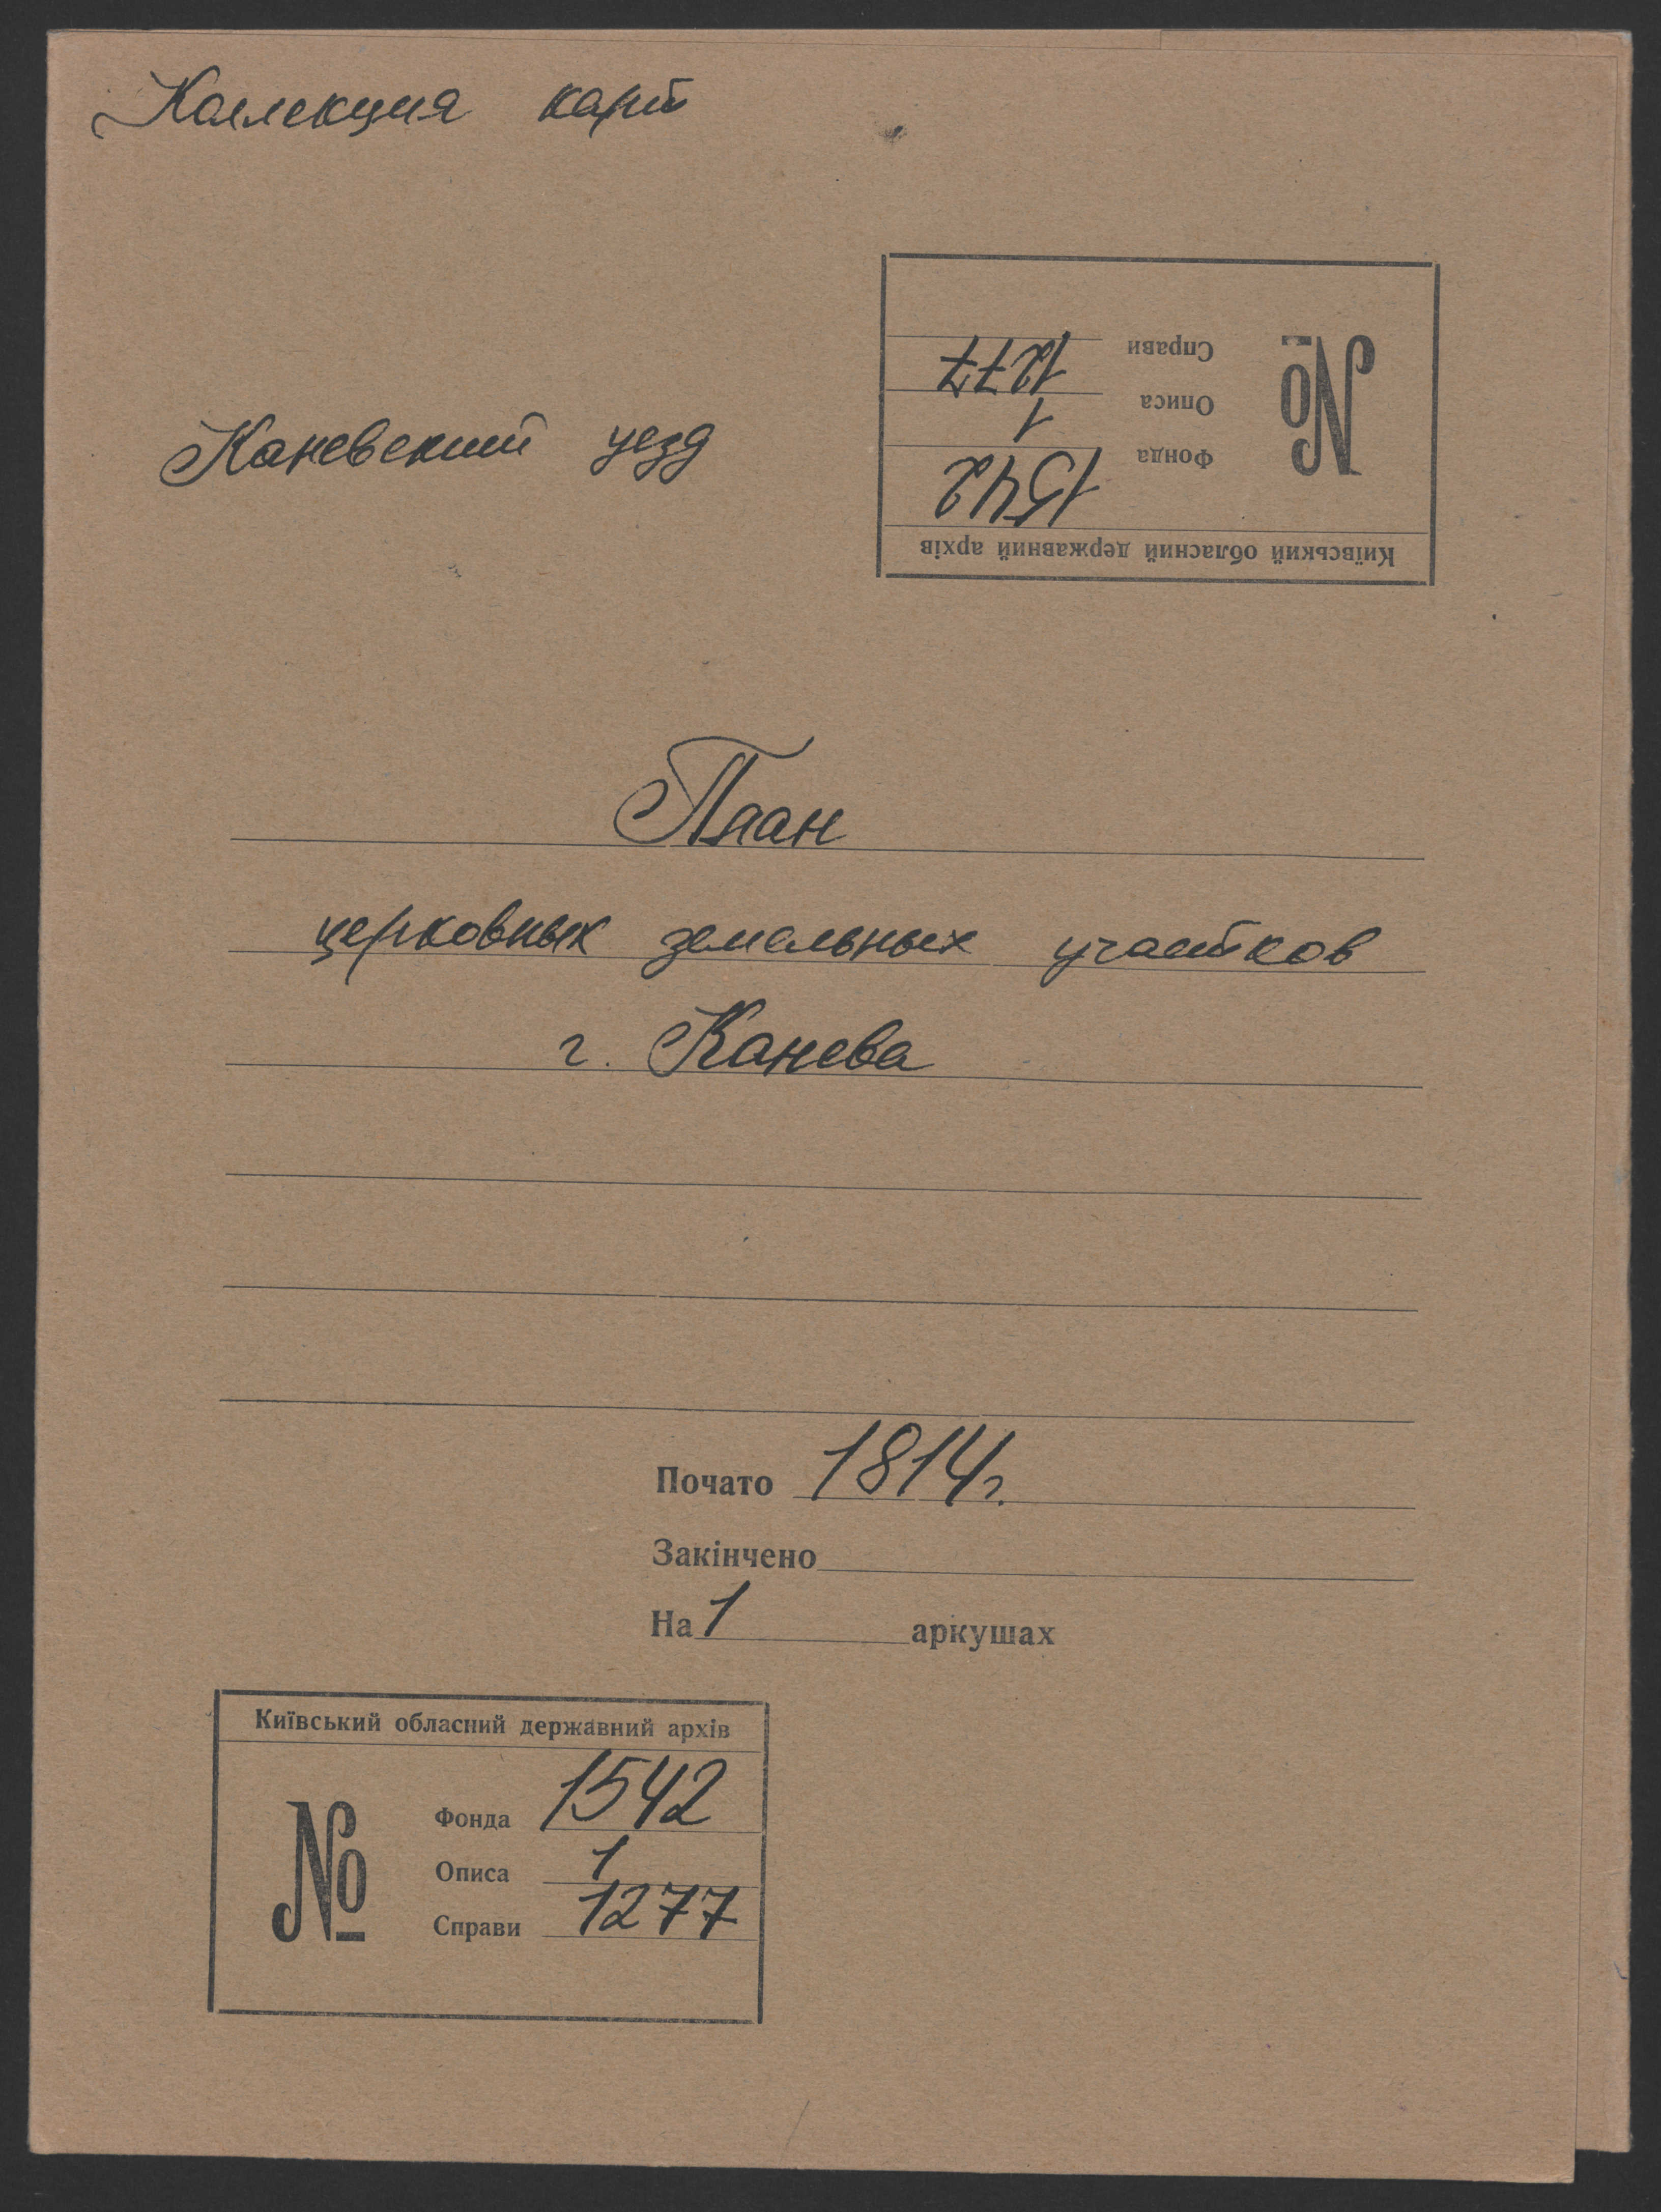 Коллекция карт
Каневский уезд
Київський обласний державний архів
№
Фонда 1542
Описа 1
Справи 1277
План
церковных земельных участков
г. Канева
Почато 1814г.
Закінчено
На 1 аркушах
Київський обласний державний архів
№
Фонда 1542
Описа 1
Справи 1277